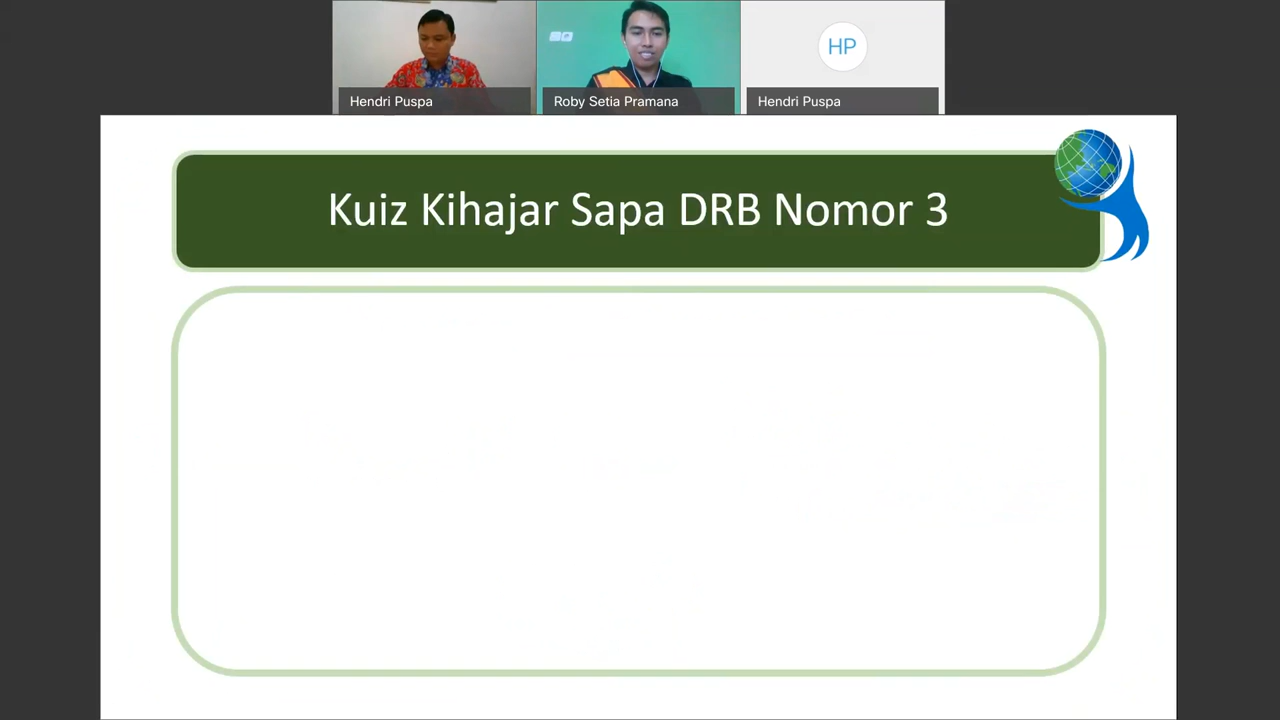 HP
Hendri Puspa
Roby Setia Pramana
Hendri Puspa
Kuiz Kihajar Sapa DRB Nomor 3